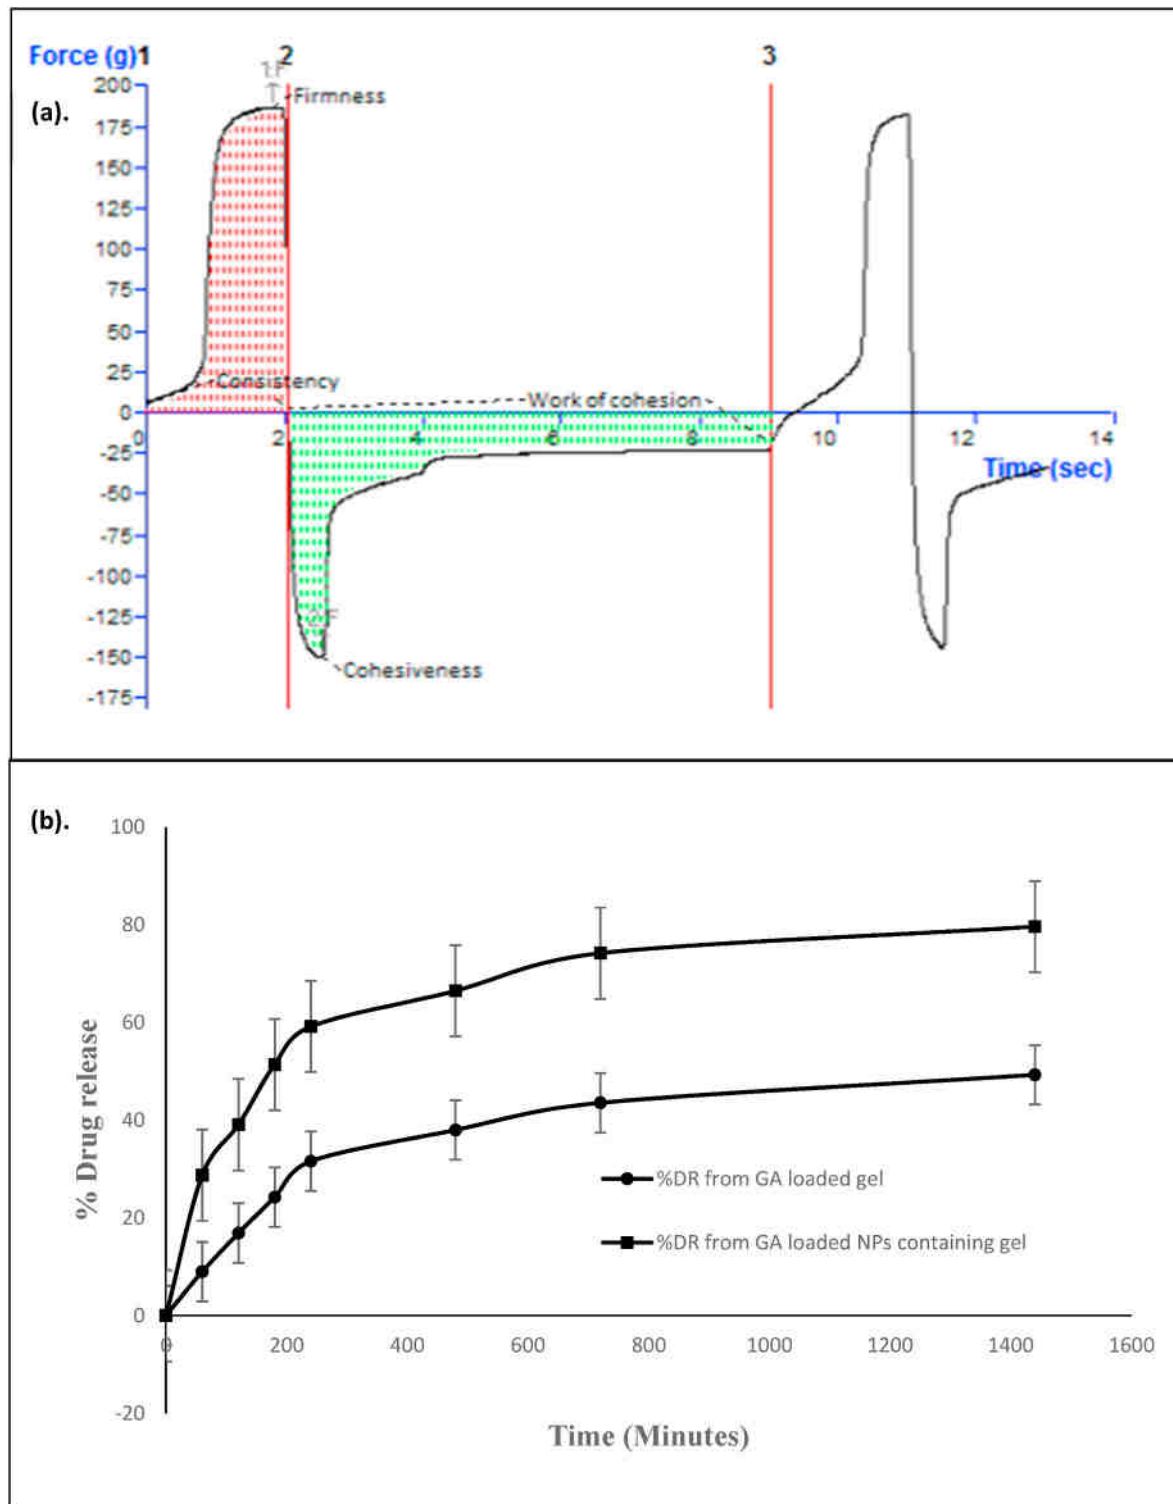 Force (g)1 2 3
(a).
1F
Firmness
200
175
150
125
100
75
50
25
0
-25
-50
-75
-100
-125
-150
-175
Consistency
Work of cohesion
0 2 4 6 8 10 12 14
Time (sec)
Cohesiveness
(b).
100
80
60
40
20
0
-20
% Drug release
%DR from GA loaded gel
%DR from GA loaded NPs containing gel
0 200 400 600 800 1000 1200 1400 1600
Time (Minutes)